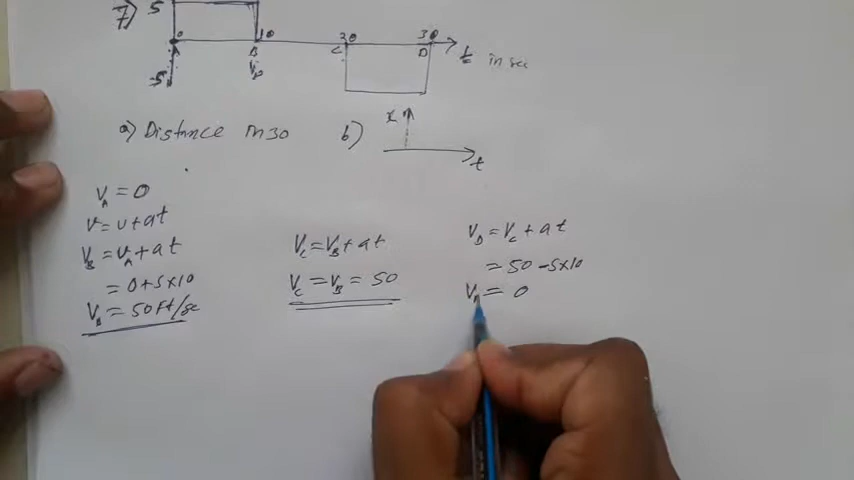 7) 5
0 10 20 30
A B C D t in sec
-5
a) Distance in 30 b) x
t
V_A = 0
V = u + at
V_B = V_A + at
= 0+5×10
V_B = 50 Ft/sec
V_C = V_B + at
V_C = V_B = 50
V_D = V_C + at
= 50 - 5×10
V_D = 0